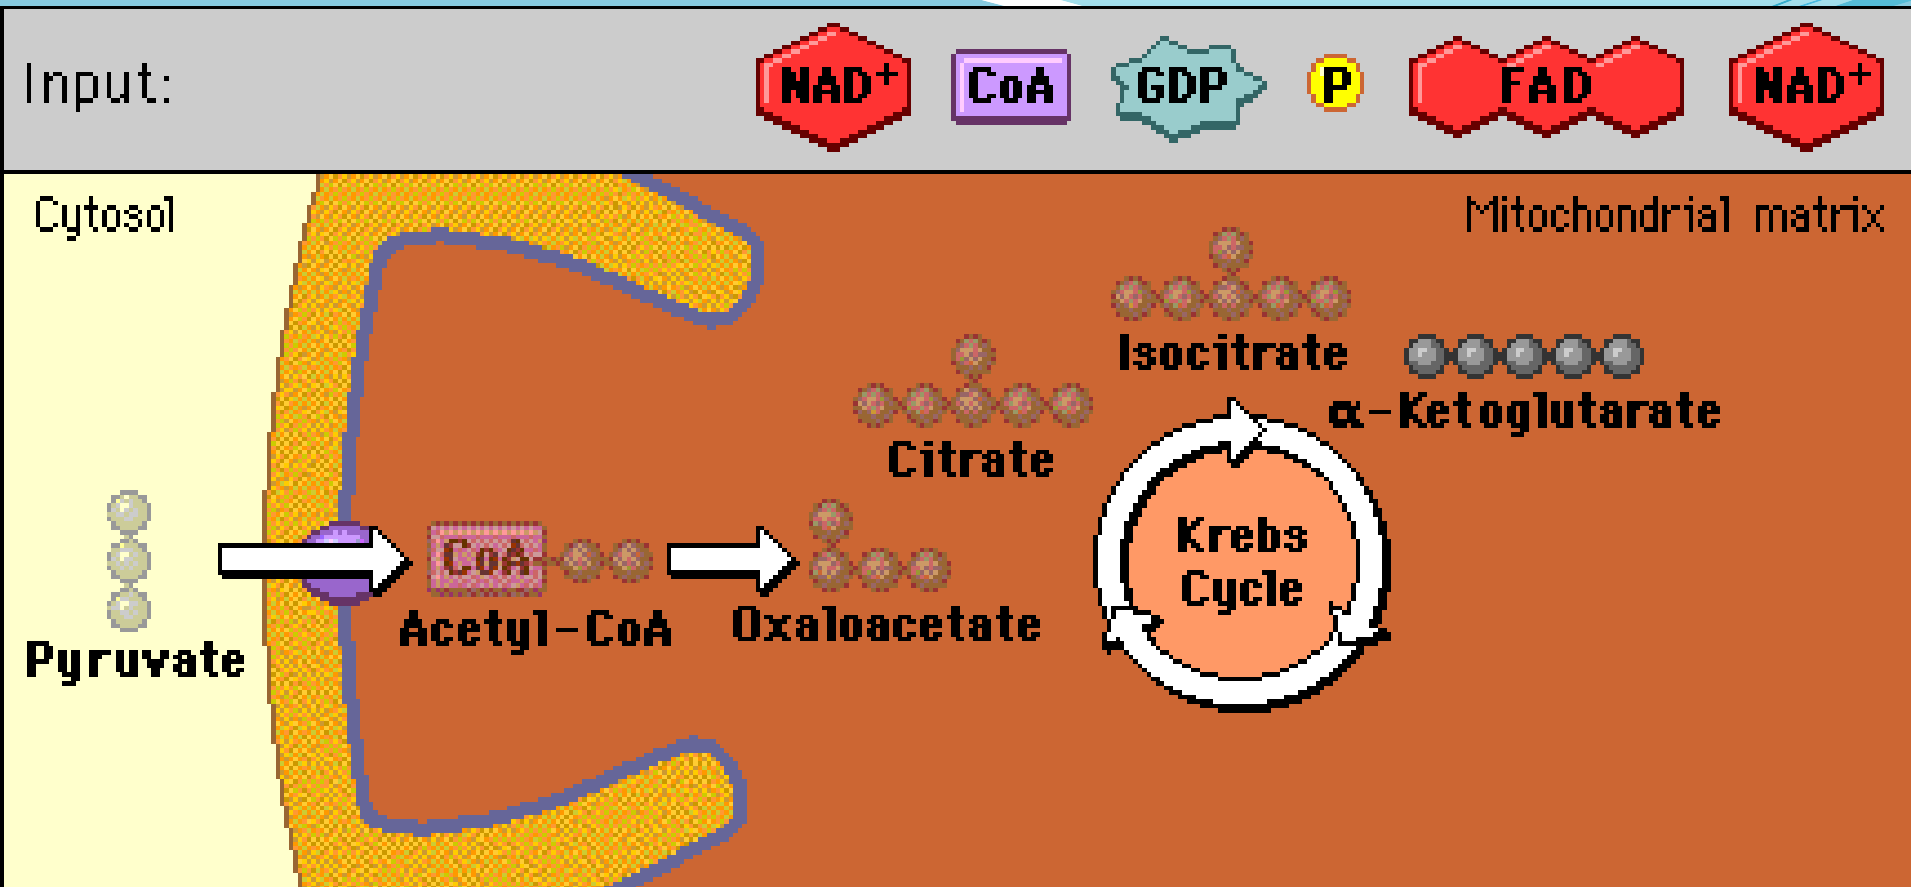 Input: NAD⁺ CoA GDP P FAD NAD⁺
Cytosol
Mitochondrial matrix
Isocitrate
α-Ketoglutarate
Citrate
Krebs
Cycle
CoA
Acetyl-CoA
Oxaloacetate
Pyruvate